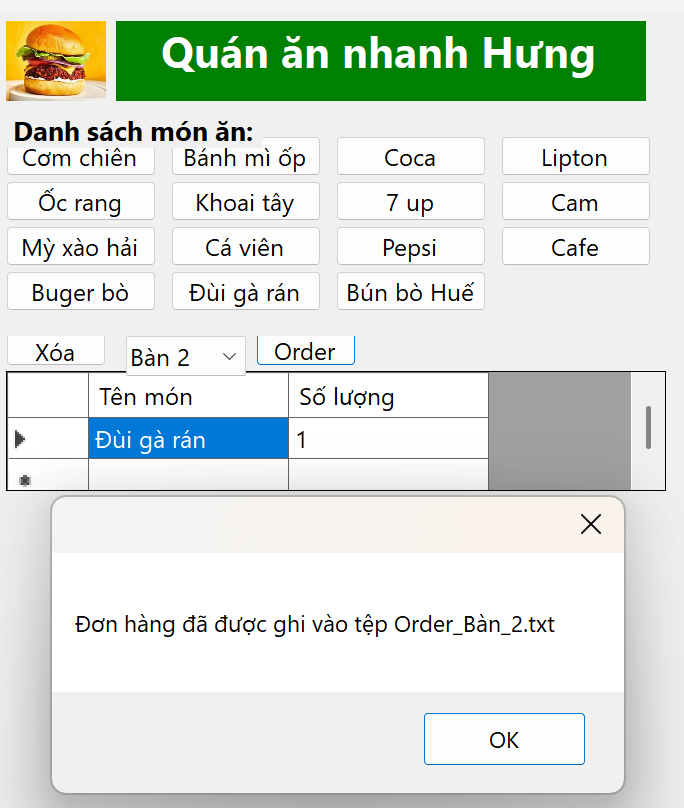 Quán ăn nhanh Hưng
Danh sách món ăn:
Cơm chiên Bánh mì ốp Coca Lipton
Ốc rang Khoai tây 7 up Cam
Mỳ xào hải Cá viên Pepsi Cafe
Buger bò Đùi gà rán Bún bò Huế
Xóa Bàn 2 Order
Tên món Số lượng
Đùi gà rán 1
Đơn hàng đã được ghi vào tệp Order_Bàn_2.txt
OK